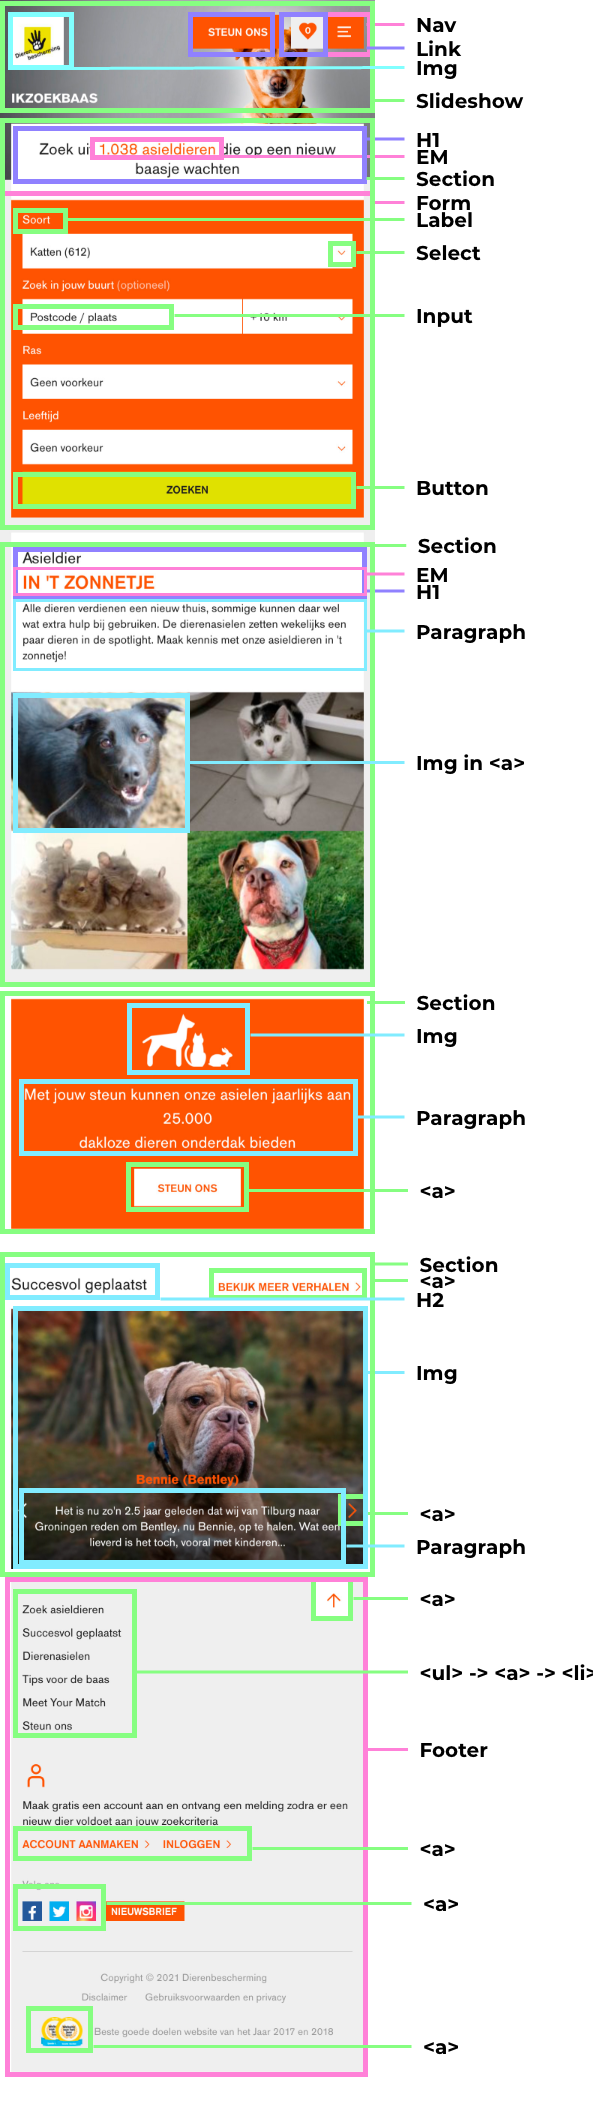 Dieren
bescherming
STEUN ONS
0
Nav
Link
Img
IKZOEKBAAS
Slideshow
H1
Zoek ui 1.038 asieldieren die op een nieuw
baasje wachten
EM
Section
Form
Soort
Label
Katten (612)
Select
Zoek in jouw buurt (optioneel)
Postcode / plaats
+10 km
Input
Ras
Geen voorkeur
Leeftijd
Geen voorkeur
ZOEKEN
Button
Section
Asieldier
IN 'T ZONNETJE
EM
H1
Alle dieren verdienen een nieuw thuis, sommige kunnen daar wel
wat extra hulp bij gebruiken. De dierenasielen zetten wekelijks een
paar dieren in de spotlight. Maak kennis met onze asieldieren in 't
zonnetje!
Paragraph
Img in <a>
Section
Img
Met jouw steun kunnen onze asielen jaarlijks aan
25.000
dakloze dieren onderdak bieden
Paragraph
STEUN ONS
<a>
Section
Succesvol geplaatst
BEKIJK MEER VERHALEN
<a>
H2
Img
Bennie (Bentley)
Het is nu zo'n 2.5 jaar geleden dat wij van Tilburg naar
Groningen reden om Bentley, nu Bennie, op te halen. Wat een
lieverd is het toch, vooral met kinderen...
<a>
Paragraph
<a>
Zoek asieldieren
Succesvol geplaatst
Dierenasielen
Tips voor de baas
Meet Your Match
Steun ons
<ul> -> <a> -> <li>
Footer
Maak gratis een account aan en ontvang een melding zodra er een
nieuw dier voldoet aan jouw zoekcriteria
ACCOUNT AANMAKEN
INLOGGEN
<a>
Volg ons
NIEUWSBRIEF
<a>
Copyright © 2021 Dierenbescherming
Disclaimer
Gebruiksvoorwaarden en privacy
Beste goede doelen website van het Jaar 2017 en 2018
<a>